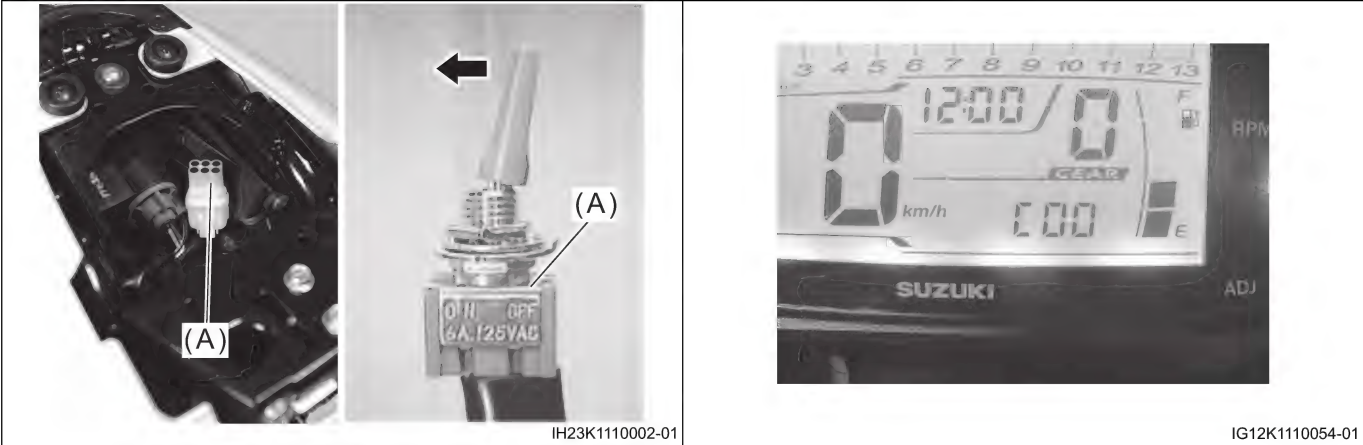 (A)
(A)
ON OFF
6A.125VAC
IH23K1110002-01
3 4 5 6 7 8 9 10 11 12 13
12:00
0
F
0
GEAR
km/h
C00
E
RPM
SUZUKI
ADJ
IG12K1110054-01